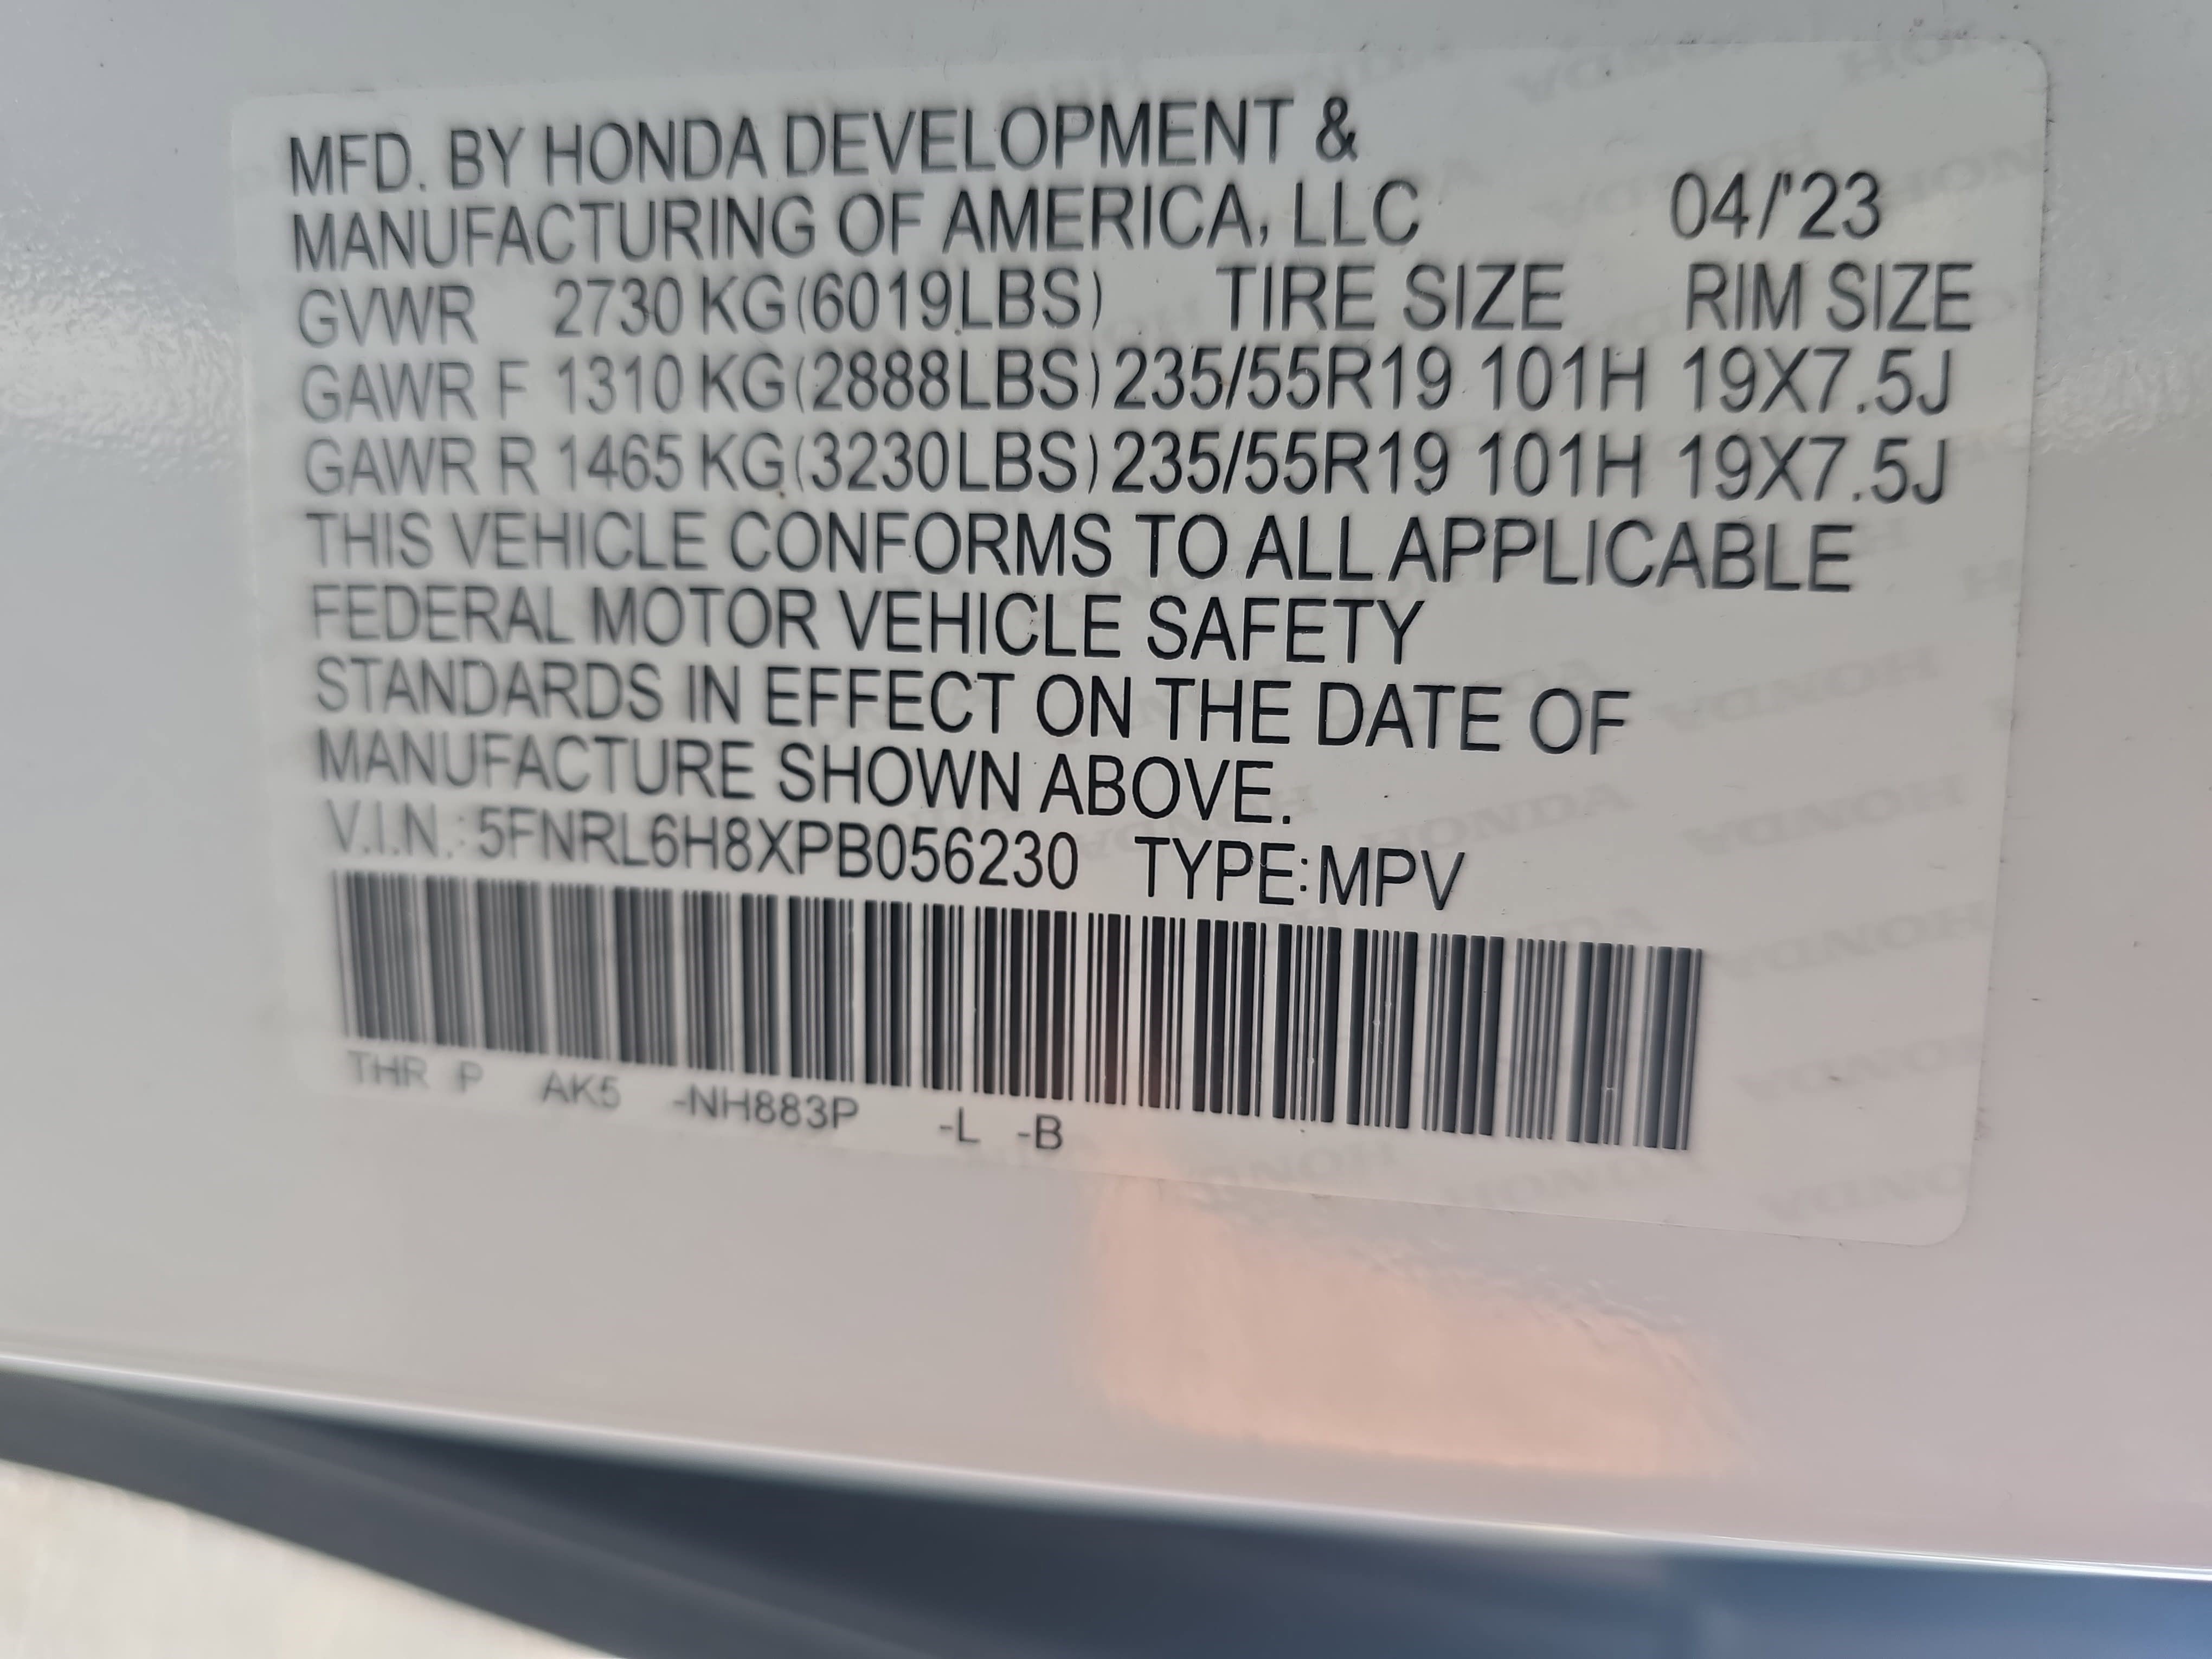 MFD. BY HONDA DEVELOPMENT &
MANUFACTURING OF AMERICA, LLC 04/'23
GVWR 2730 KG(6019LBS) TIRE SIZE RIM SIZE
GAWR F 1310 KG(2888LBS) 235/55R19 101H 19X7.5J
GAWR R 1465 KG(3230LBS) 235/55R19 101H 19X7.5J
THIS VEHICLE CONFORMS TO ALL APPLICABLE
FEDERAL MOTOR VEHICLE SAFETY
STANDARDS IN EFFECT ON THE DATE OF
MANUFACTURE SHOWN ABOVE.
V.I.N.: 5FNRL6H8XPB056230 TYPE:MPV
THR P AK5 -NH883P -L -B